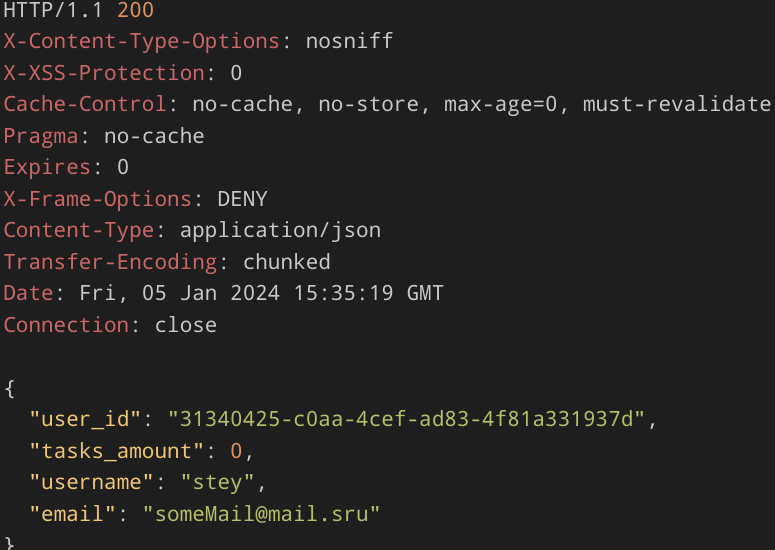 HTTP/1.1 200
X-Content-Type-Options: nosniff
X-XSS-Protection: 0
Cache-Control: no-cache, no-store, max-age=0, must-revalidate
Pragma: no-cache
Expires: 0
X-Frame-Options: DENY
Content-Type: application/json
Transfer-Encoding: chunked
Date: Fri, 05 Jan 2024 15:35:19 GMT
Connection: close

{
  "user_id": "31340425-c0aa-4cef-ad83-4f81a331937d",
  "tasks_amount": 0,
  "username": "stey",
  "email": "someMail@mail.sru"
}